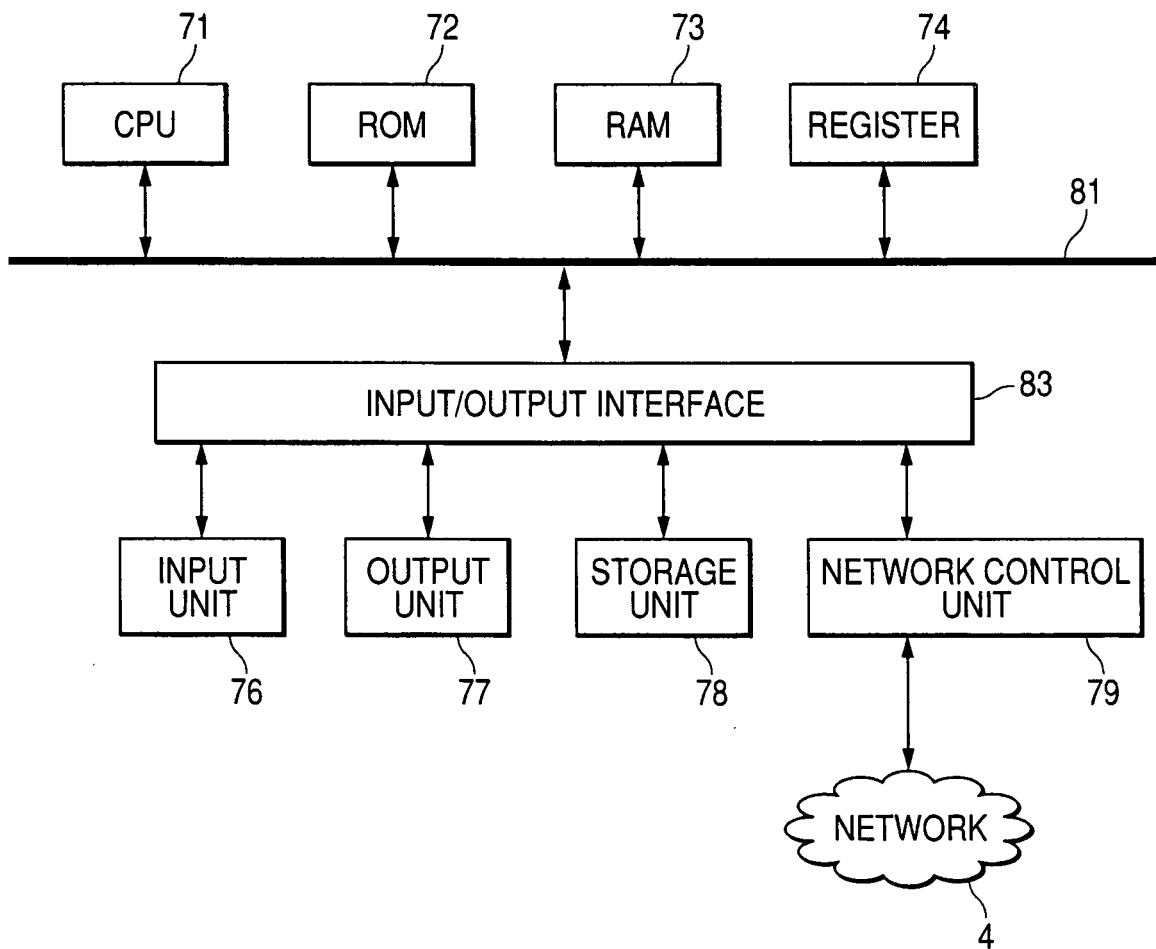 71
72
73
74
CPU
ROM
RAM
REGISTER
81
INPUT/OUTPUT INTERFACE
83
INPUT
UNIT
OUTPUT
UNIT
STORAGE
UNIT
NETWORK CONTROL
UNIT
76
77
78
79
NETWORK
4